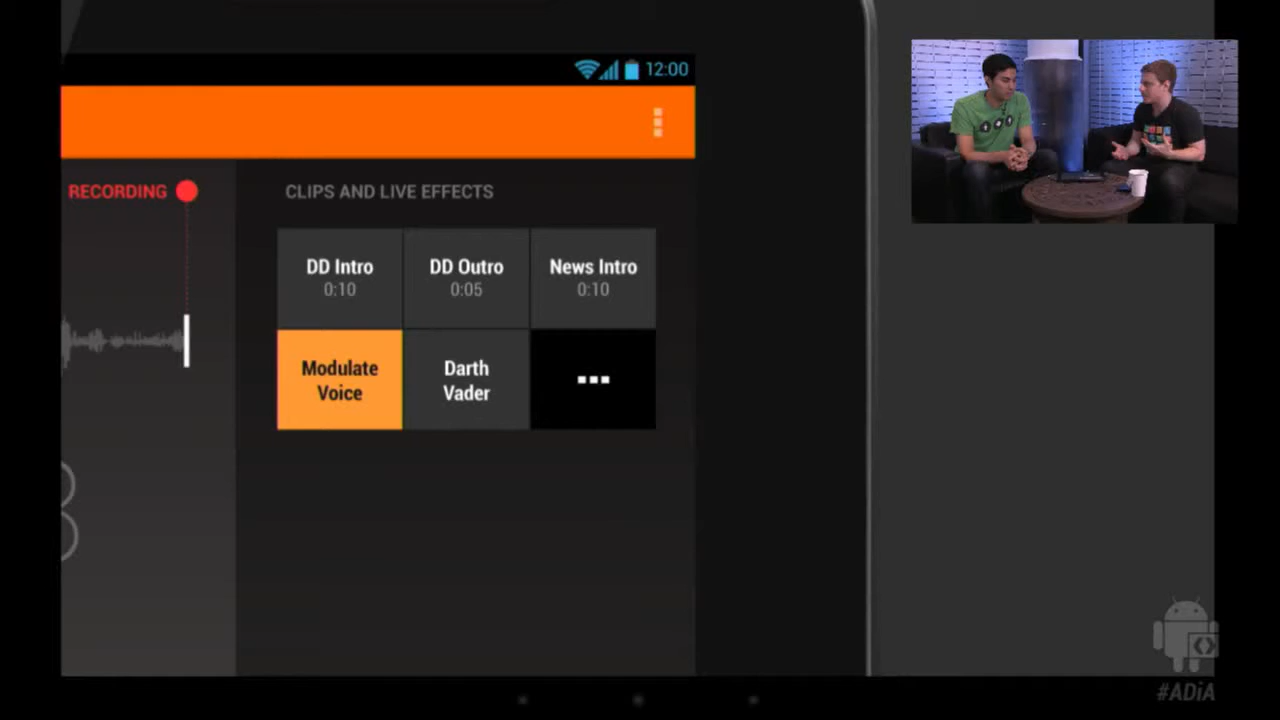 12:00
RECORDING
CLIPS AND LIVE EFFECTS
DD Intro
0:10
DD Outro
0:05
News Intro
0:10
Modulate
Voice
Darth
Vader
#ADiA